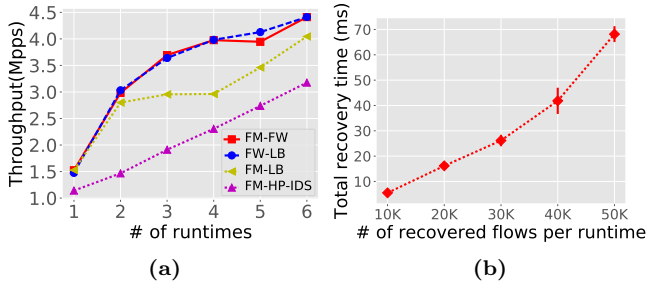 Throughput(Mpps)
4.5
4.0
3.5
3.0
2.5
2.0
1.5
1.0
FM-FW
FW-LB
FM-LB
FM-HP-IDS
1 2 3 4 5 6
# of runtimes
(a)
Total recovery time (ms)
70
60
50
40
30
20
10
10K 20K 30K 40K 50K
# of recovered flows per runtime
(b)